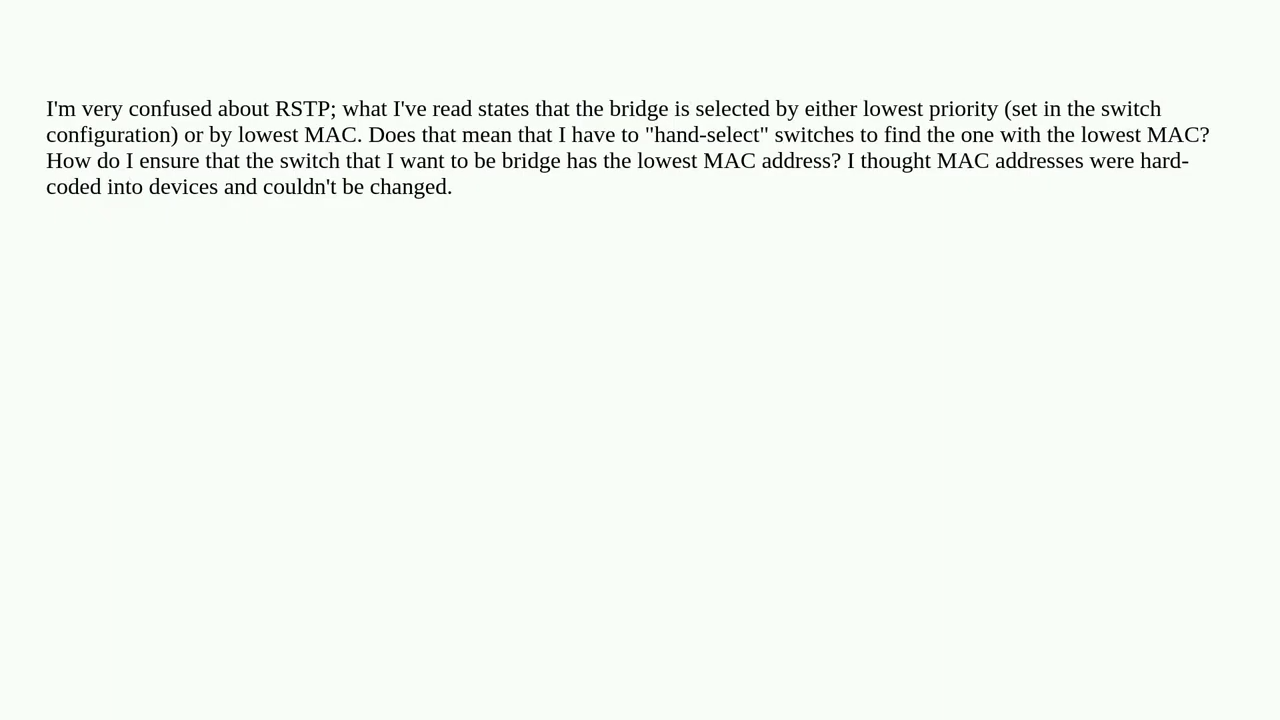 I'm very confused about RSTP; what I've read states that the bridge is selected by either lowest priority (set in the switch
configuration) or by lowest MAC. Does that mean that I have to "hand-select" switches to find the one with the lowest MAC?
How do I ensure that the switch that I want to be bridge has the lowest MAC address? I thought MAC addresses were hard-
coded into devices and couldn't be changed.